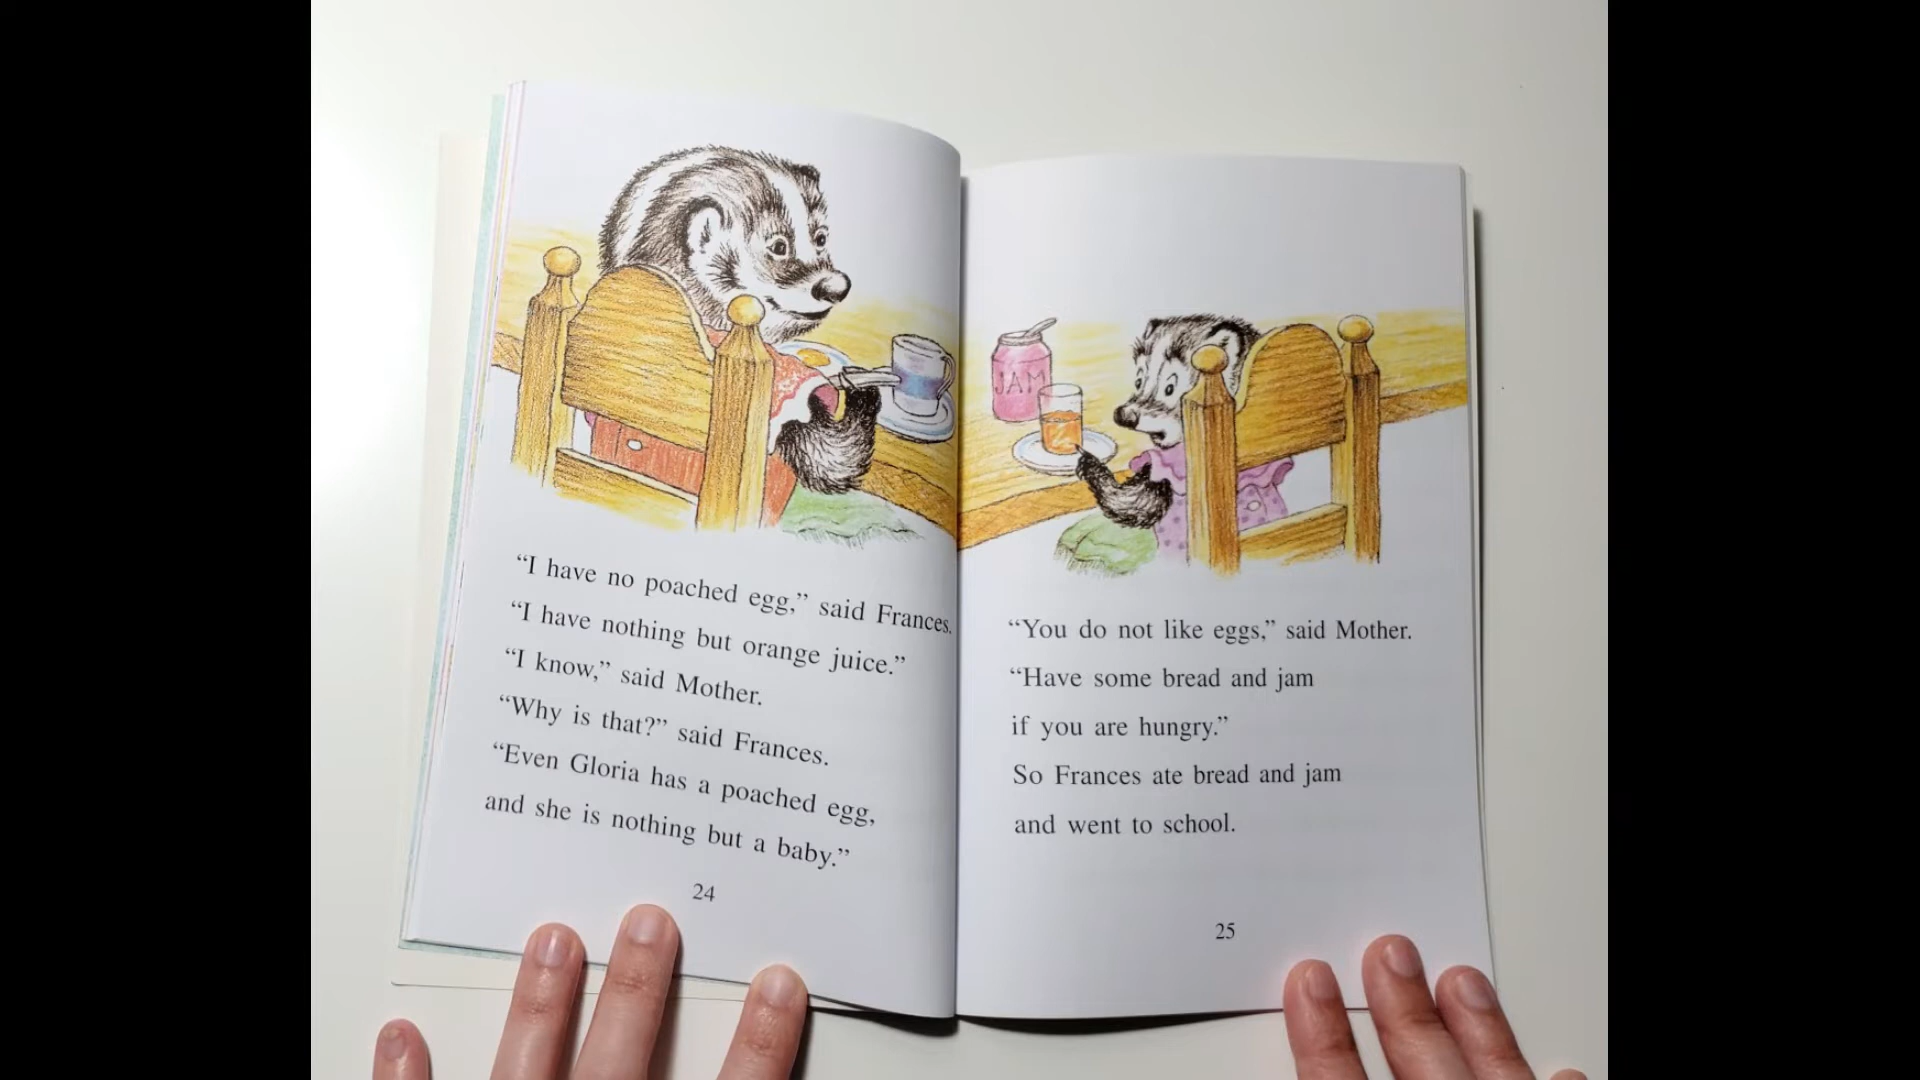 “I have no poached egg,” said Frances.
“I have nothing but orange juice.”
“I know,” said Mother.
“Why is that?” said Frances.
“Even Gloria has a poached egg,
and she is nothing but a baby.”
24
JAM
“You do not like eggs,” said Mother.
“Have some bread and jam
if you are hungry.”
So Frances ate bread and jam
and went to school.
25